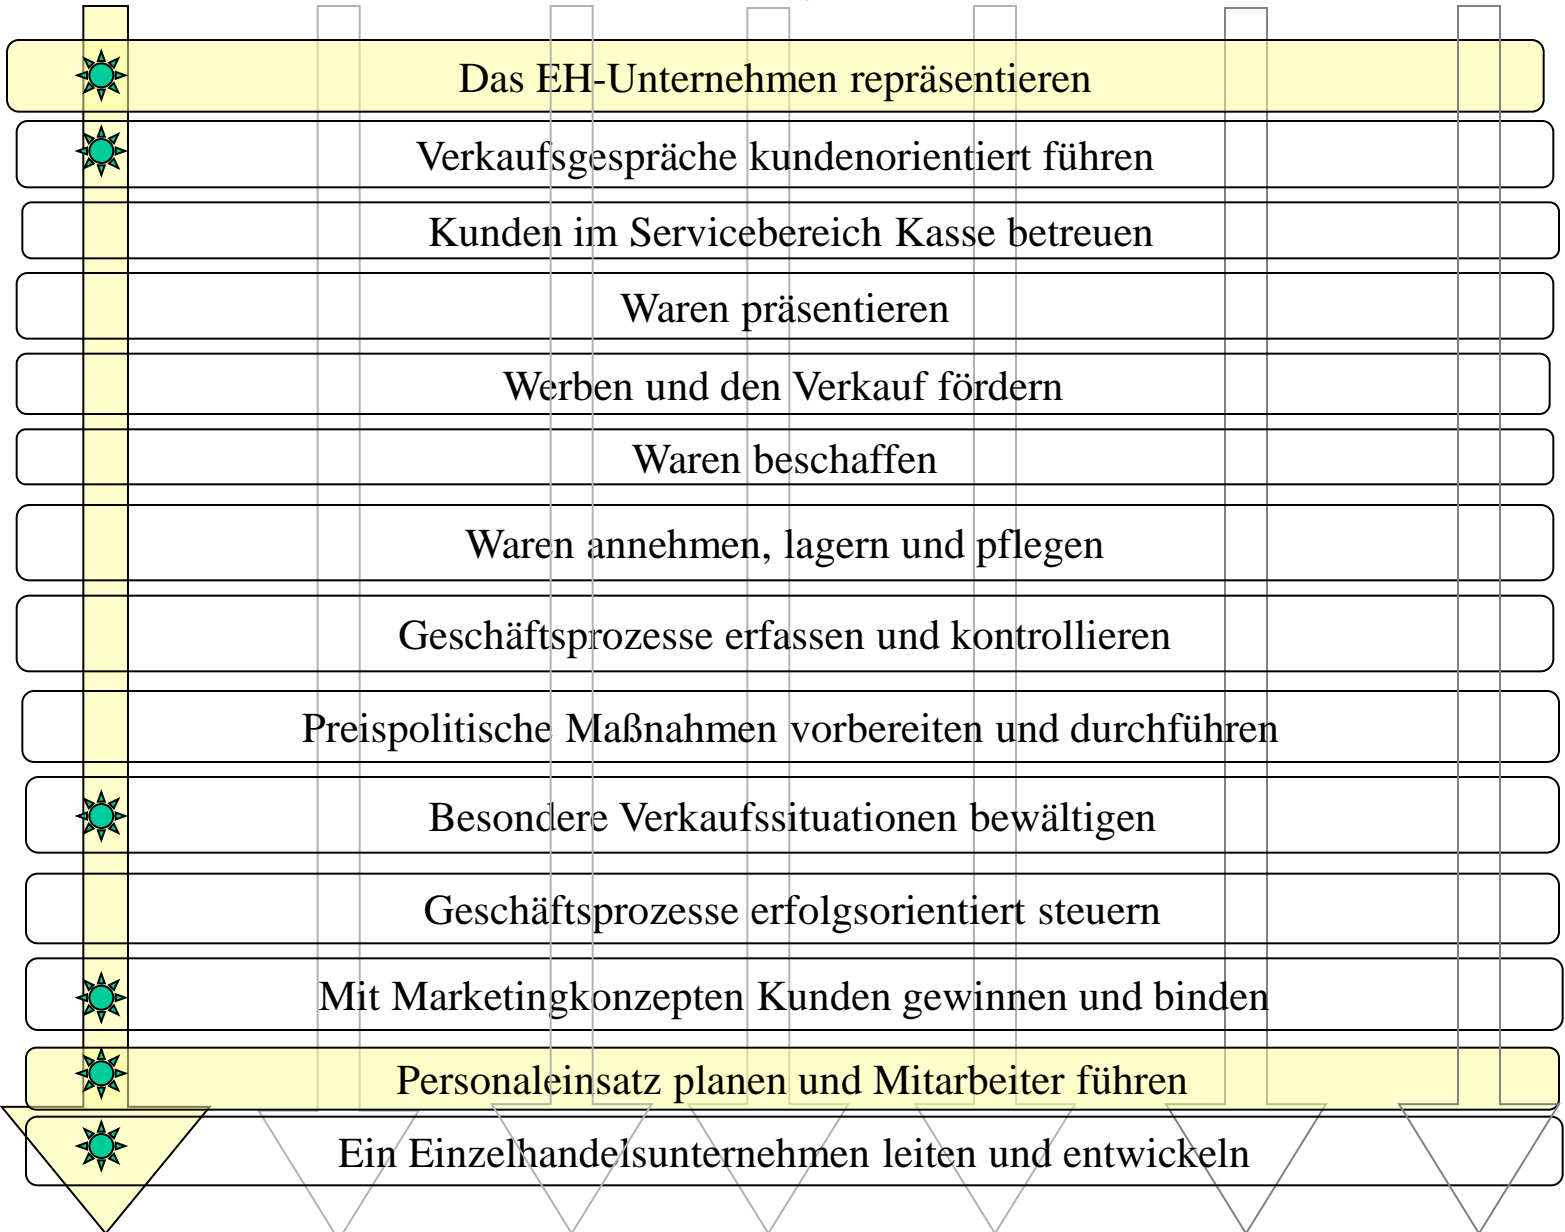 Das EH-Unternehmen repräsentieren
Verkaufsgespräche kundenorientiert führen
Kunden im Servicebereich Kasse betreuen
Waren präsentieren
Werben und den Verkauf fördern
Waren beschaffen
Waren annehmen, lagern und pflegen
Geschäftsprozesse erfassen und kontrollieren
Preispolitische Maßnahmen vorbereiten und durchführen
Besondere Verkaufssituationen bewältigen
Geschäftsprozesse erfolgsorientiert steuern
Mit Marketingkonzepten Kunden gewinnen und binden
Personaleinsatz planen und Mitarbeiter führen
Ein Einzelhandelsunternehmen leiten und entwickeln